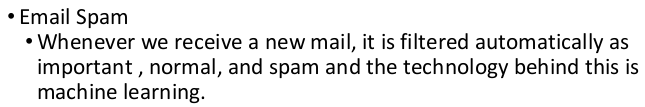 • Email Spam
• Whenever we receive a new mail, it is filtered automatically as
important , normal, and spam and the technology behind this is
machine learning.